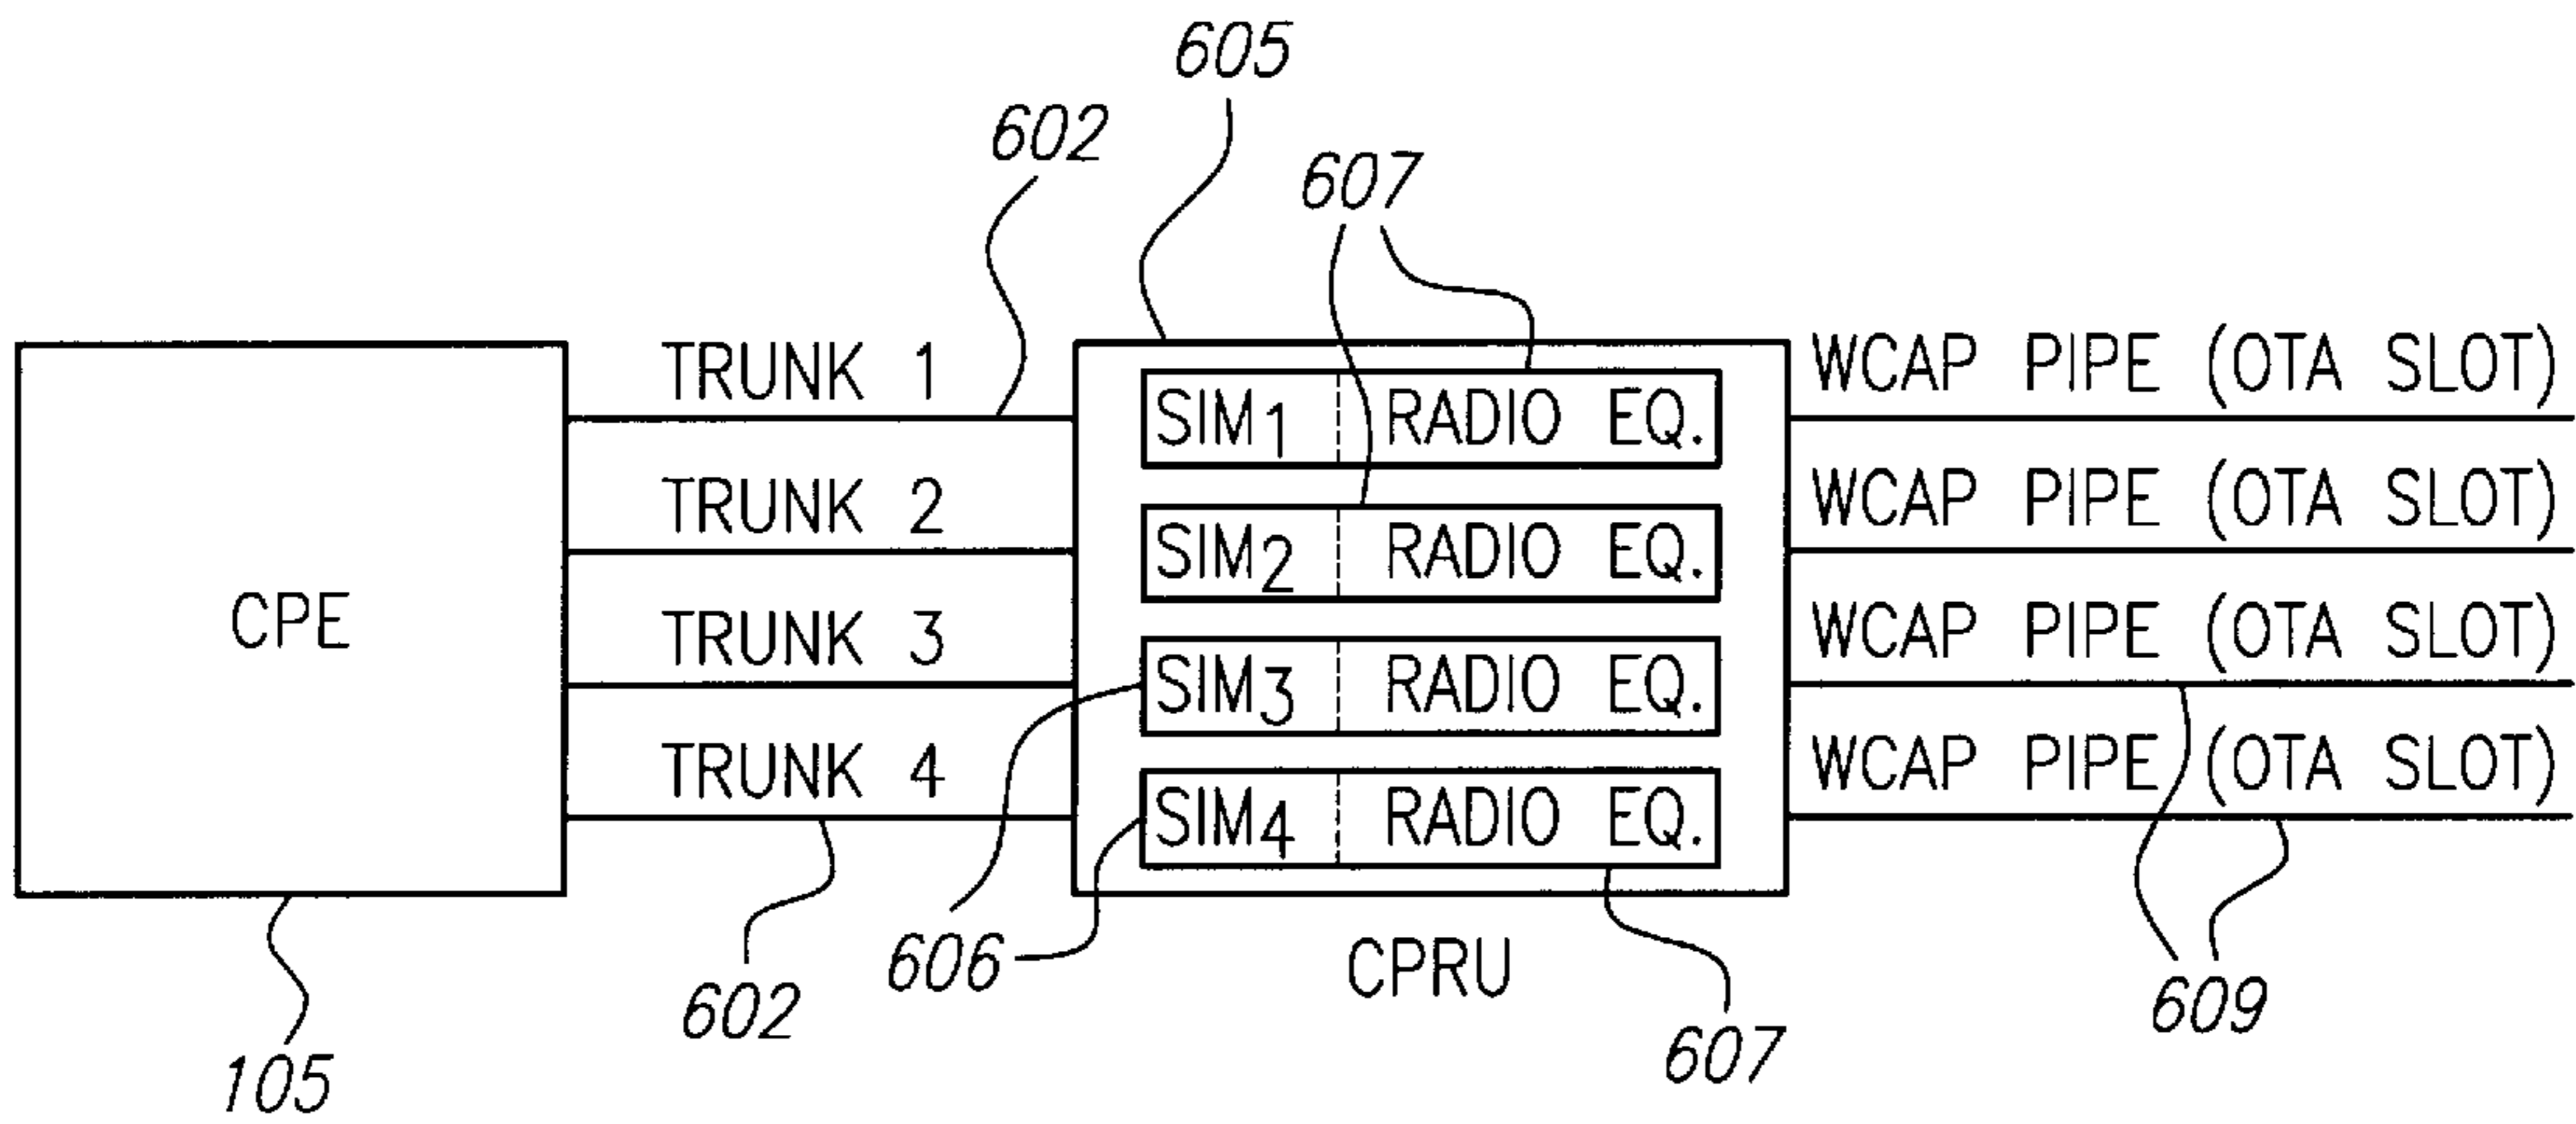 605
602
607
TRUNK 1
TRUNK 2
TRUNK 3
TRUNK 4
CPE
SIM1 RADIO EQ.
SIM2 RADIO EQ.
SIM3 RADIO EQ.
SIM4 RADIO EQ.
WCAP PIPE (OTA SLOT)
WCAP PIPE (OTA SLOT)
WCAP PIPE (OTA SLOT)
WCAP PIPE (OTA SLOT)
606
CPRU
602
609
607
105